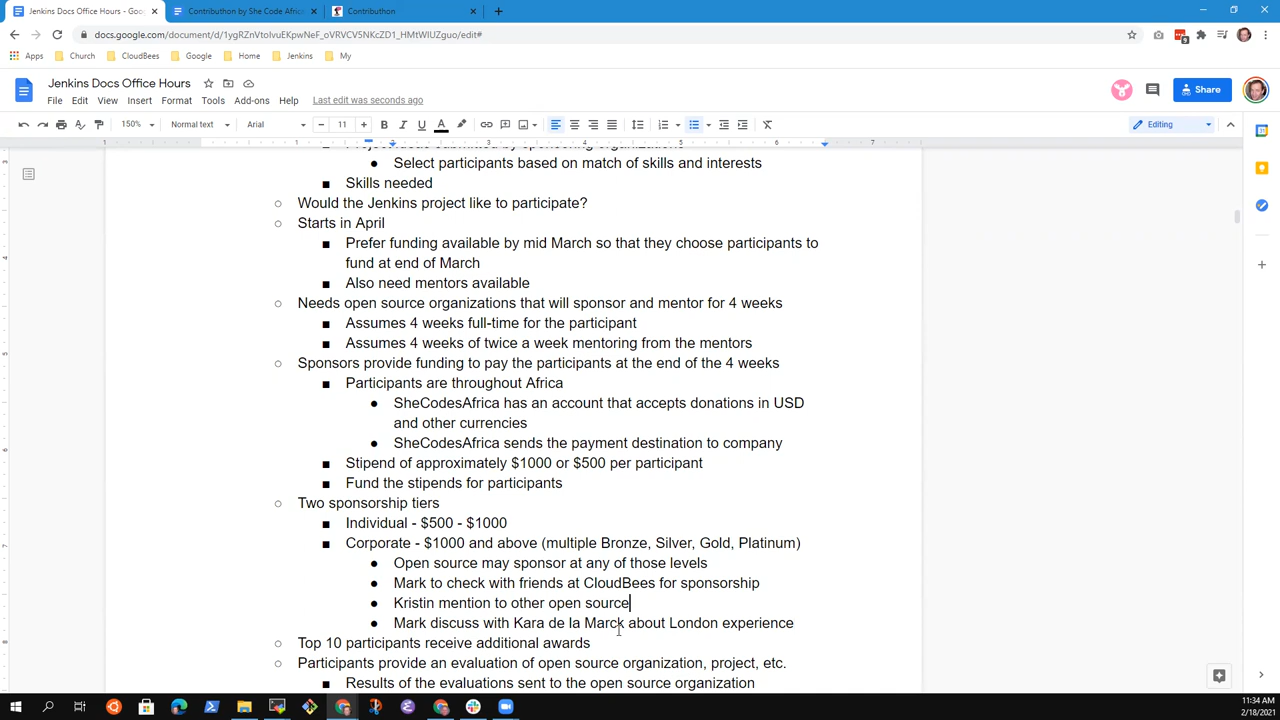 Jenkins Docs Office Hours - Goo
Contributhon by She Code Africa
Contributhon
docs.google.com/document/d/1ygRZnVtoIvuEKpwNeF_oVRVCV5NKcZD1_HMtWIUZguo/edit#
Apps
Church
CloudBees
Google
Home
Jenkins
My
Jenkins Docs Office Hours
File Edit View Insert Format Tools Add-ons Help Last edit was seconds ago
Share
150% Normal text Arial 11 Editing
1 1 2 3 4 5 6 7
Select participants based on match of skills and interests
Skills needed
Would the Jenkins project like to participate?
Starts in April
Prefer funding available by mid March so that they choose participants to
fund at end of March
Also need mentors available
Needs open source organizations that will sponsor and mentor for 4 weeks
Assumes 4 weeks full-time for the participant
Assumes 4 weeks of twice a week mentoring from the mentors
Sponsors provide funding to pay the participants at the end of the 4 weeks
Participants are throughout Africa
SheCodesAfrica has an account that accepts donations in USD
and other currencies
SheCodesAfrica sends the payment destination to company
Stipend of approximately $1000 or $500 per participant
Fund the stipends for participants
Two sponsorship tiers
Individual - $500 - $1000
Corporate - $1000 and above (multiple Bronze, Silver, Gold, Platinum)
Open source may sponsor at any of those levels
Mark to check with friends at CloudBees for sponsorship
Kristin mention to other open source
Mark discuss with Kara de la Marck about London experience
Top 10 participants receive additional awards
Participants provide an evaluation of open source organization, project, etc.
Results of the evaluations sent to the open source organization
11:34 AM
2/18/2021